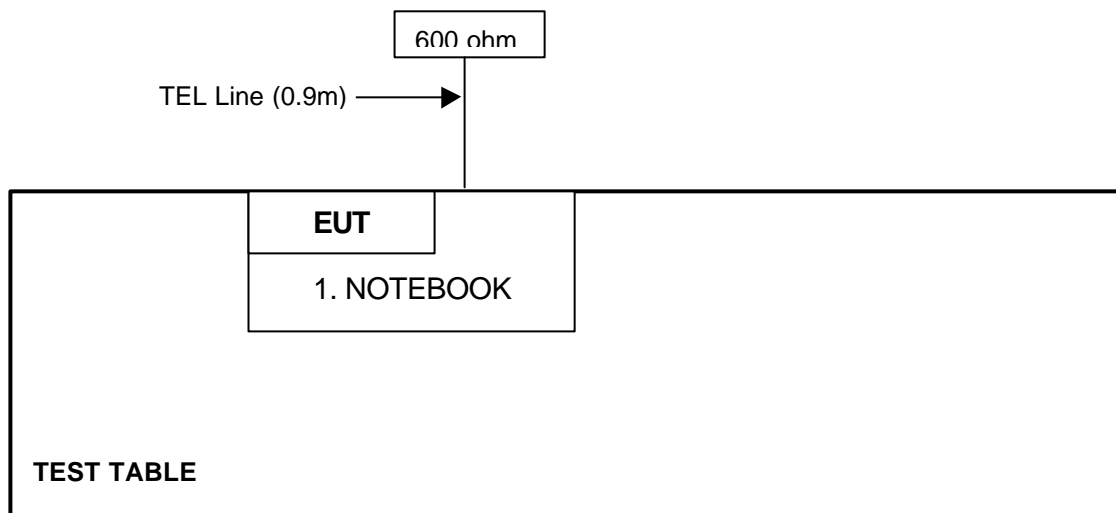 600 ohm
TEL Line (0.9m)
EUT
1. NOTEBOOK
TEST TABLE